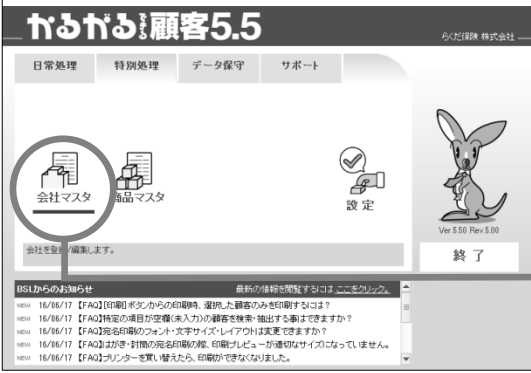 かるがるできる顧客5.5
らくだ保険 株式会社
日常処理 特別処理 データ保守 サポート
会社マスタ 商品マスタ 設定
Ver.5.50 Rev.5.00
会社を登録/編集します。
終了
BSLからのお知らせ 最新の情報を閲覧するには ここをクリック。
NEW 16/06/17 【FAQ】[印刷]ボタンからの印刷時、選択した顧客のみを印刷するには?
NEW 16/06/17 【FAQ】特定の項目が空欄(未入力)の顧客を検索・抽出する事はできますか?
NEW 16/06/17 【FAQ】宛名印刷のフォント・文字サイズ・レイアウトは変更できますか?
NEW 16/06/17 【FAQ】はがき・封筒の宛名印刷の際、印刷プレビューが適切なサイズになっていません。
NEW 16/06/17 【FAQ】プリンターを買い替えたら、印刷ができなくなりました。